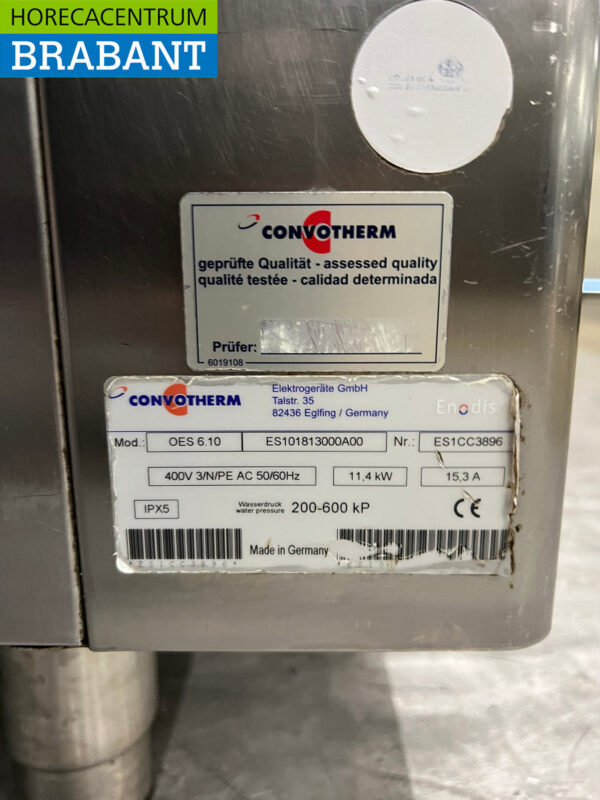 HORECACENTRUM
BRABANT
CONVOTHERM
geprüfte Qualität - assessed quality
qualité testée - calidad determinada
Prüfer:
6019108
CONVOTHERM
Elektrogeräte GmbH
Talstr. 35
82436 Eglfing / Germany
Enodis
Mod.: OES 6.10 ES101813000A00 Nr.: ES1CC3896
400V 3/N/PE AC 50/60Hz 11,4 kW 15,3 A
IPX5 Wasserdruck water pressure 200-600 kP CE
Made in Germany
*ES1CC3896*